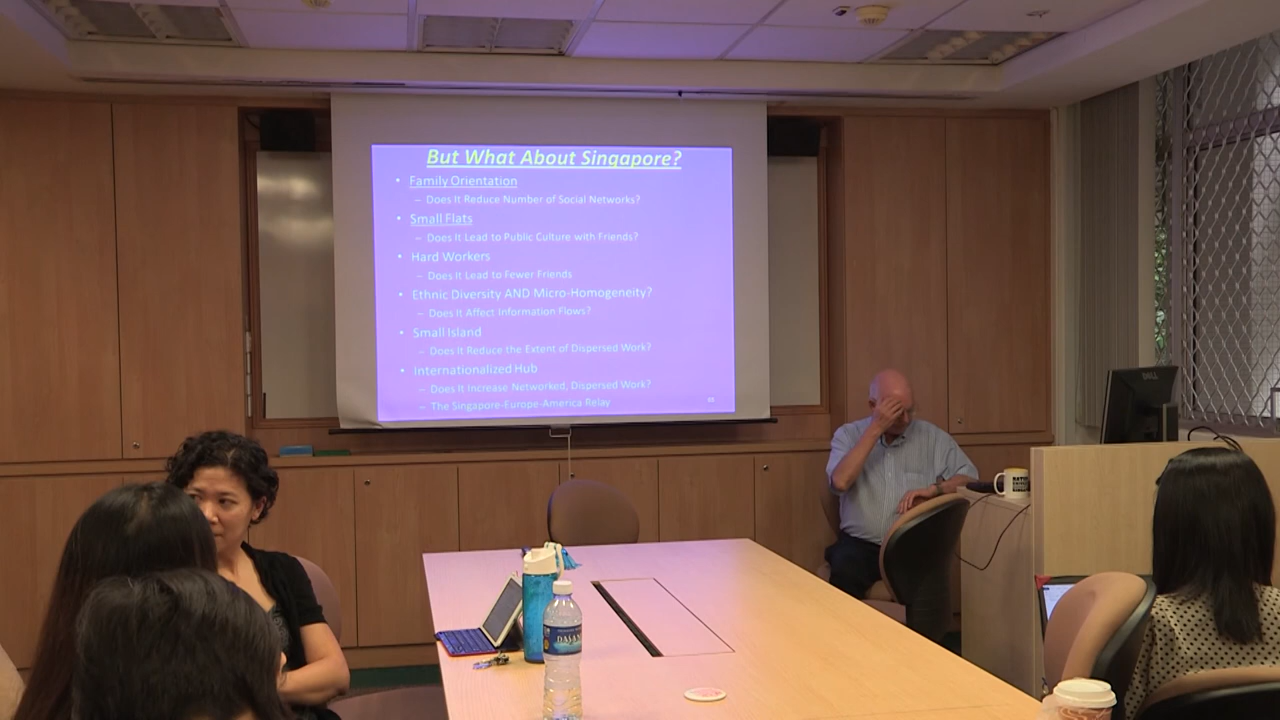 But What About Singapore?
• Family Orientation
– Does It Reduce Number of Social Networks?
• Small Flats
– Does It Lead to Public Culture with Friends?
• Hard Workers
– Does It Lead to Fewer Friends
• Ethnic Diversity AND Micro-Homogeneity?
– Does It Affect Information Flows?
• Small Island
– Does It Reduce the Extent of Dispersed Work?
• Internationalized Hub
– Does It Increase Networked, Dispersed Work?
– The Singapore-Europe-America Relay
DELL
DASANI